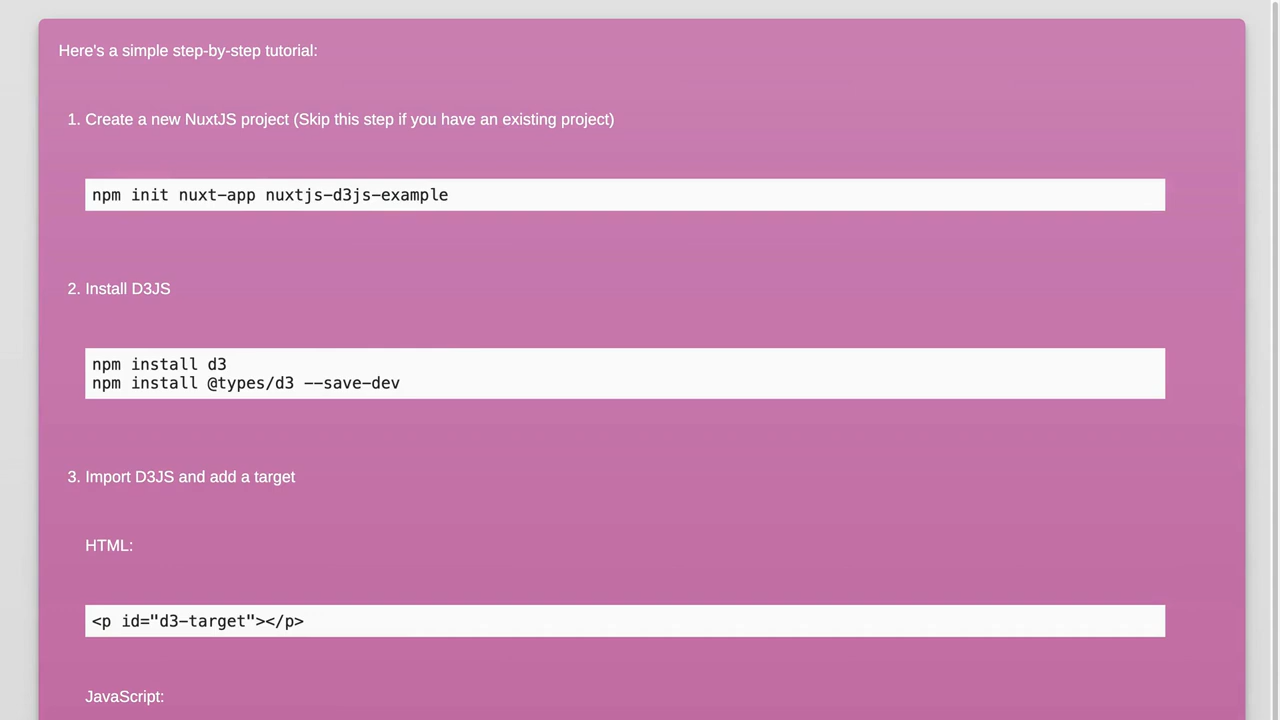 Here's a simple step-by-step tutorial:
1. Create a new NuxtJS project (Skip this step if you have an existing project)
npm init nuxt-app nuxtjs-d3js-example
2. Install D3JS
npm install d3
npm install @types/d3 --save-dev
3. Import D3JS and add a target
HTML:
<p id="d3-target"></p>
JavaScript: